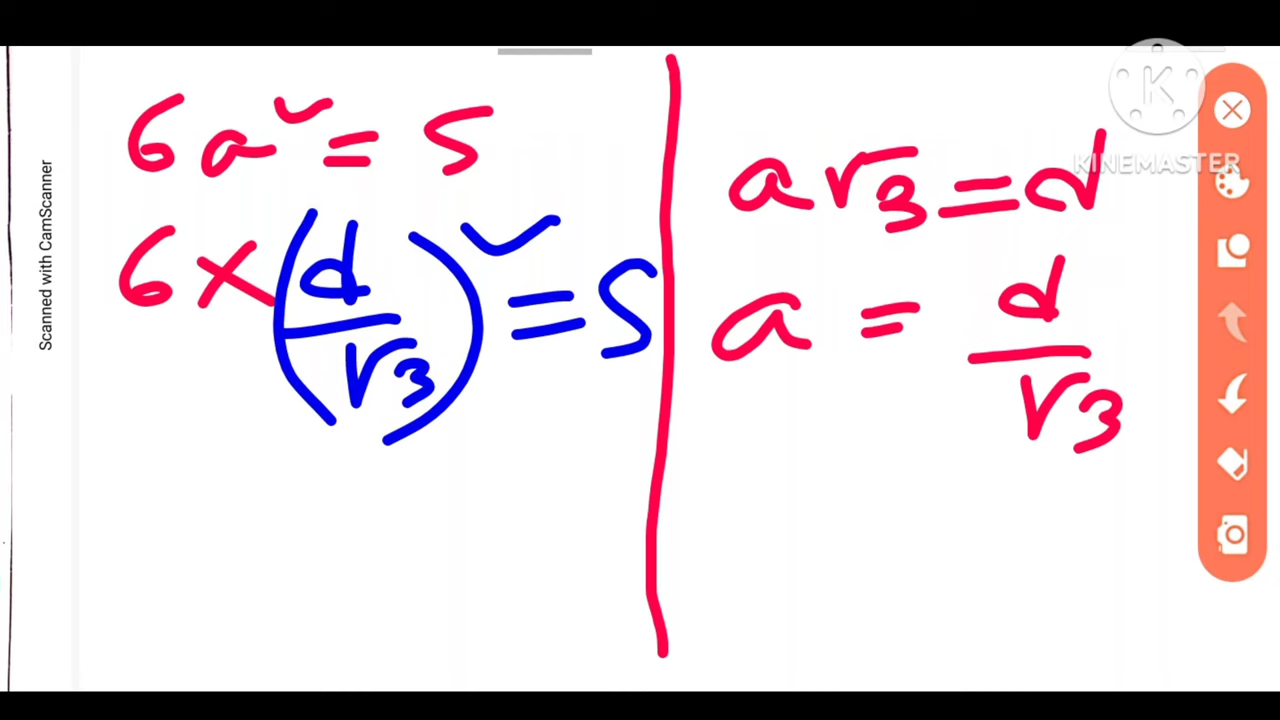 Scanned with CamScanner
6a² = S
6×(d/√3)² = S
a√3 = d
a = d/√3
KINEMASTER